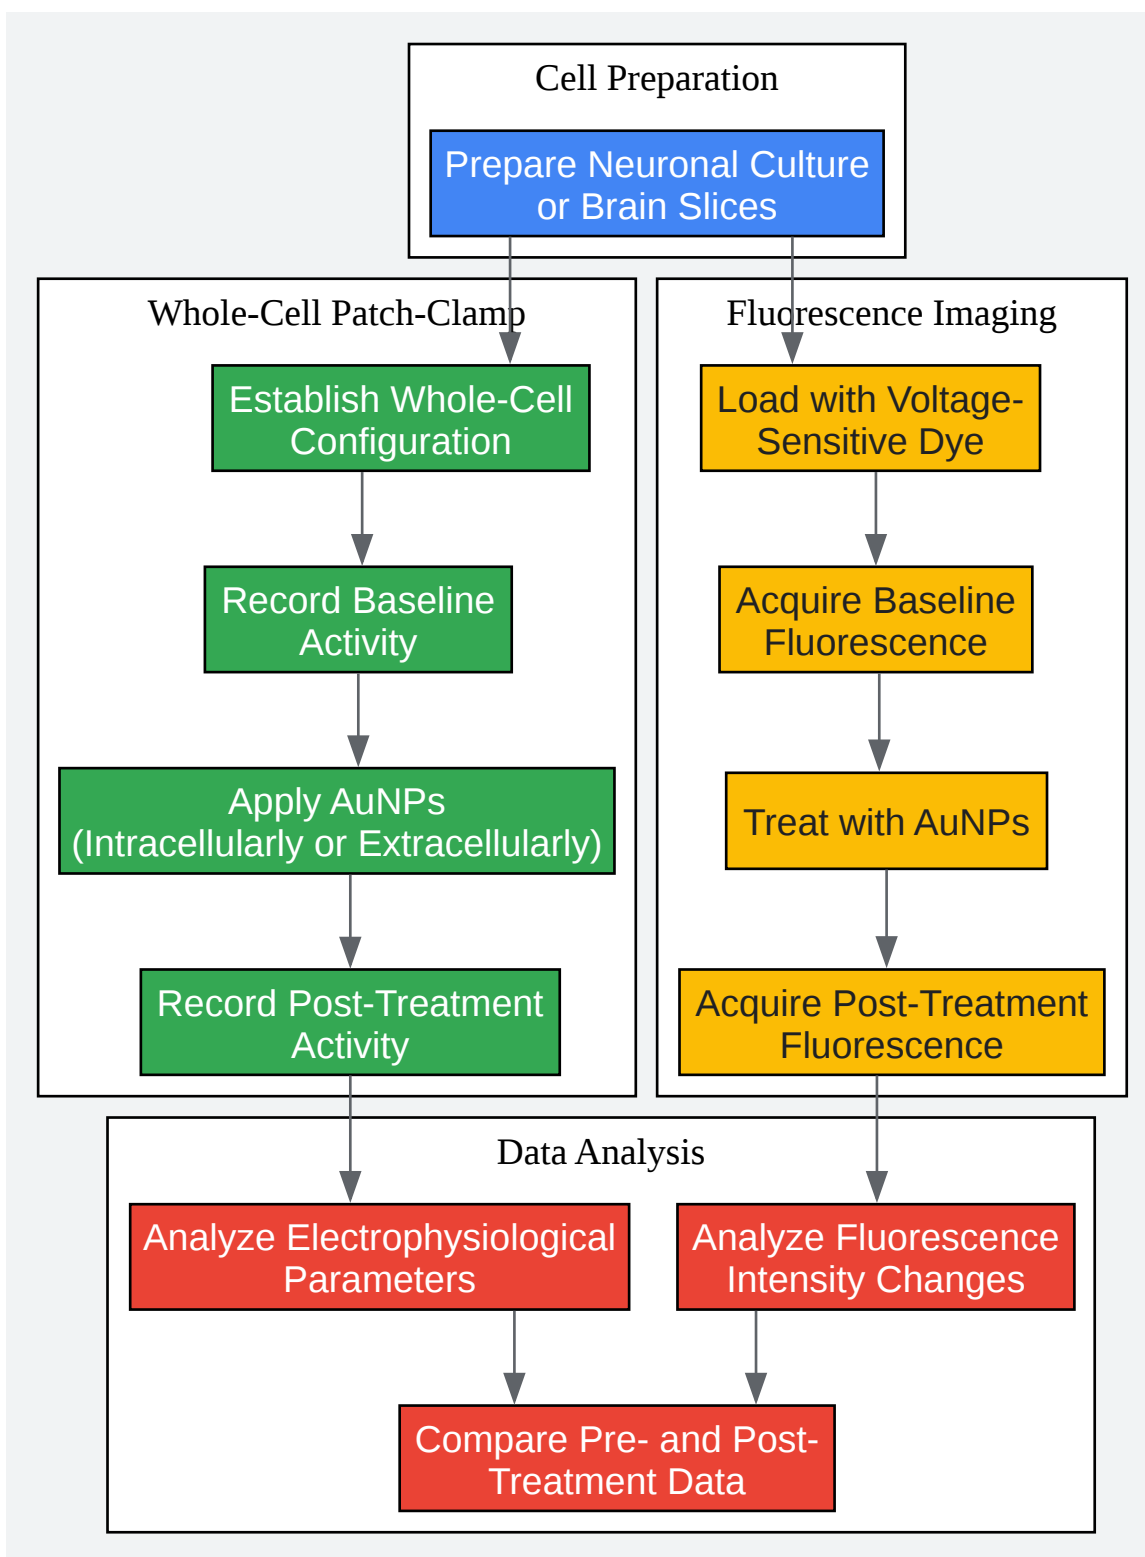 Cell Preparation
Prepare Neuronal Culture
or Brain Slices
Whole-Cell Patch-Clamp
Establish Whole-Cell
Configuration
Record Baseline
Activity
Apply AuNPs
(Intracellularly or Extracellularly)
Record Post-Treatment
Activity
Fluorescence Imaging
Load with Voltage-
Sensitive Dye
Acquire Baseline
Fluorescence
Treat with AuNPs
Acquire Post-Treatment
Fluorescence
Data Analysis
Analyze Electrophysiological
Parameters
Analyze Fluorescence
Intensity Changes
Compare Pre- and Post-
Treatment Data